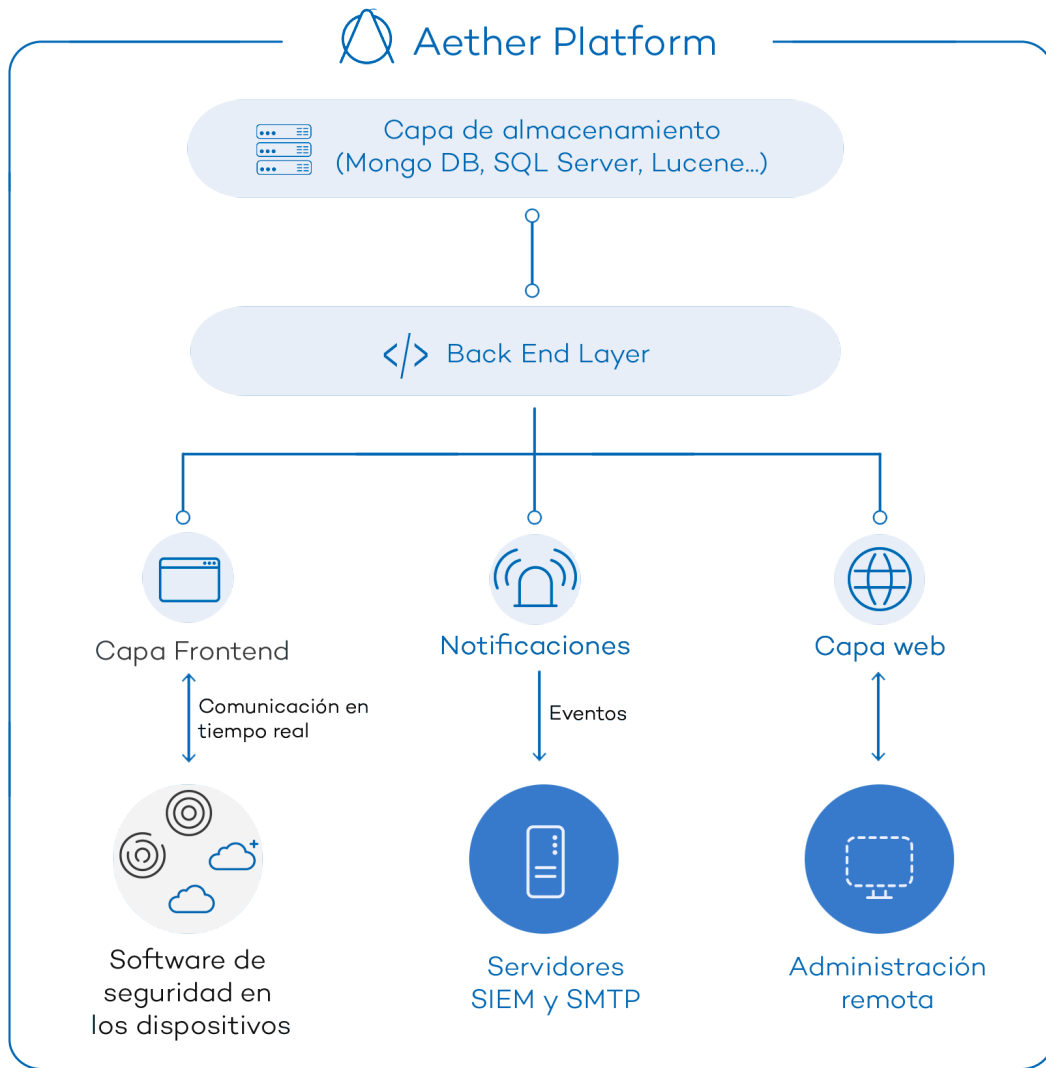 Aether Platform
Capa de almacenamiento
(Mongo DB, SQL Server, Lucene...)
</> Back End Layer
Capa Frontend
Notificaciones
Capa web
Comunicación en
tiempo real
Eventos
Software de
seguridad en
los dispositivos
Servidores
SIEM y SMTP
Administración
remota